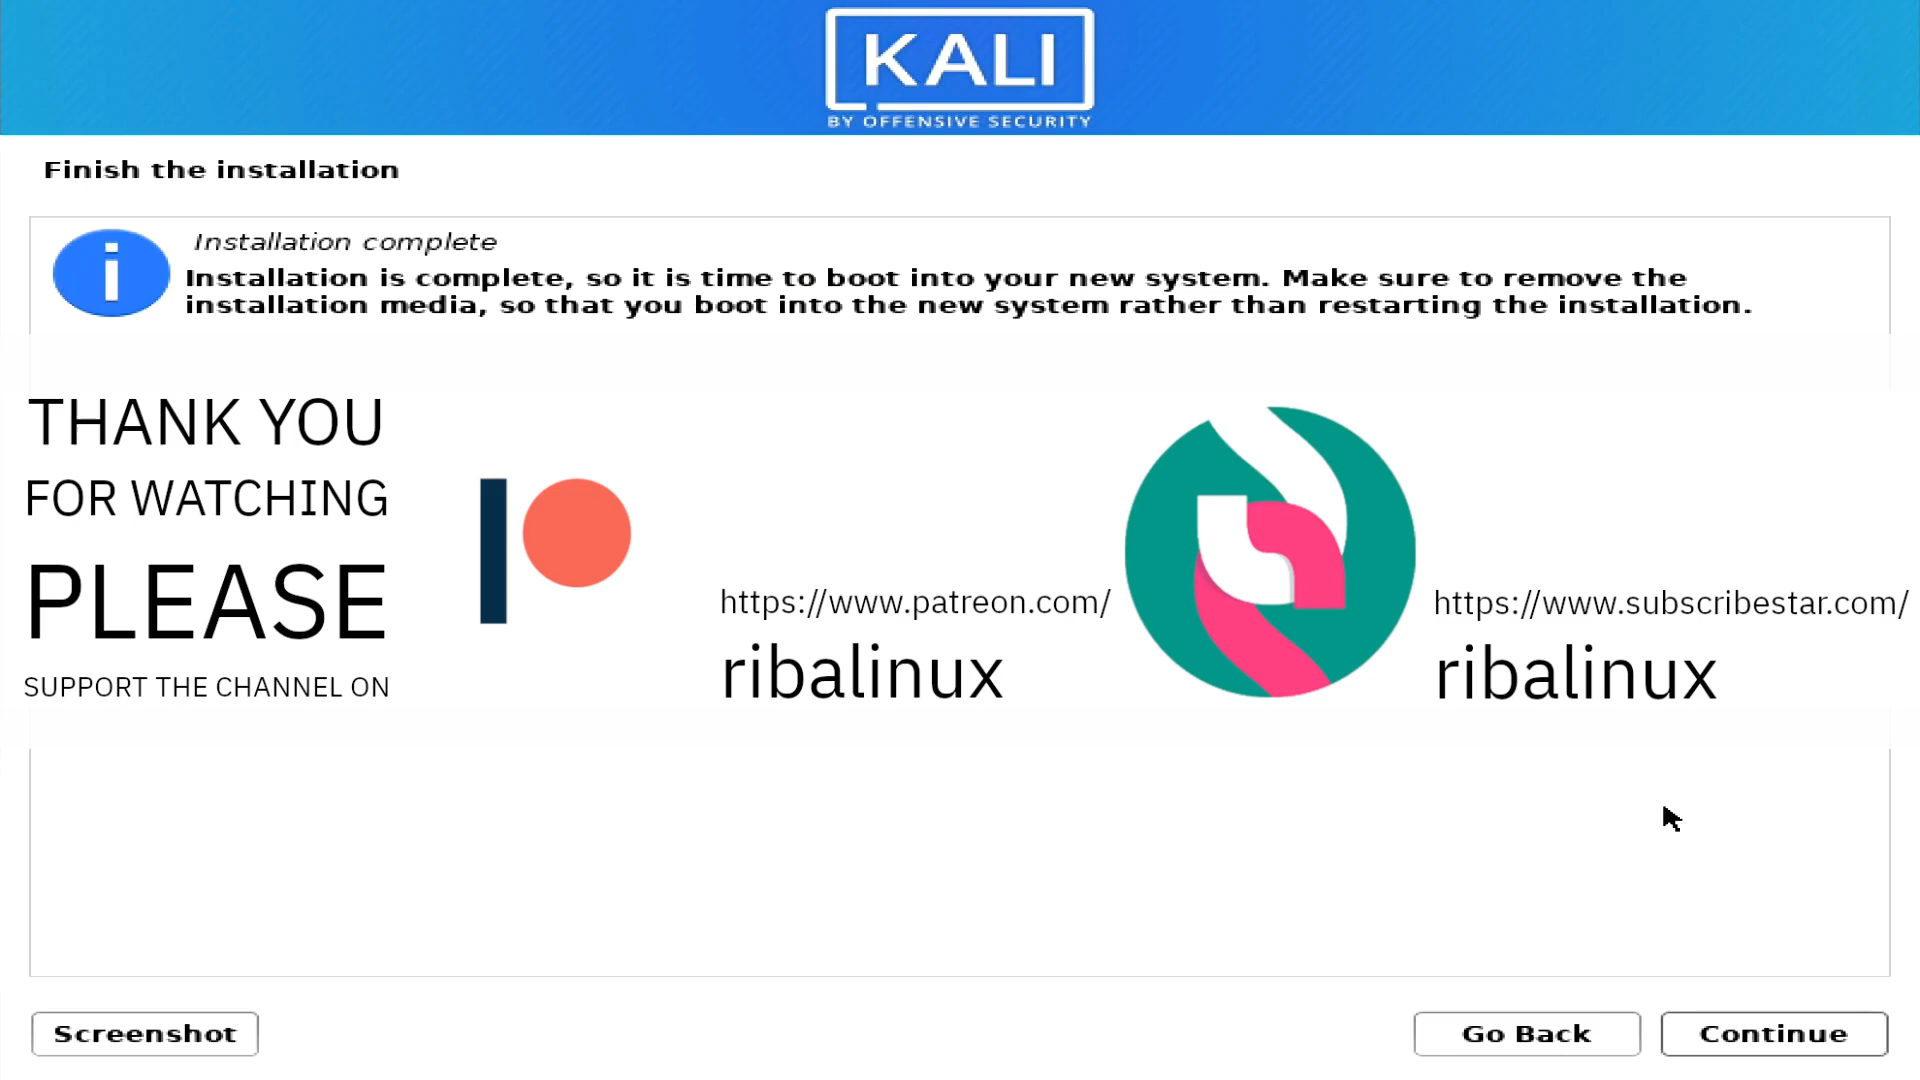 KALI
BY OFFENSIVE SECURITY
Finish the installation
Installation complete
Installation is complete, so it is time to boot into your new system. Make sure to remove the
installation media, so that you boot into the new system rather than restarting the installation.
THANK YOU
FOR WATCHING
PLEASE
SUPPORT THE CHANNEL ON
https://www.patreon.com/
ribalinux
https://www.subscribestar.com/
ribalinux
Screenshot
Go Back
Continue